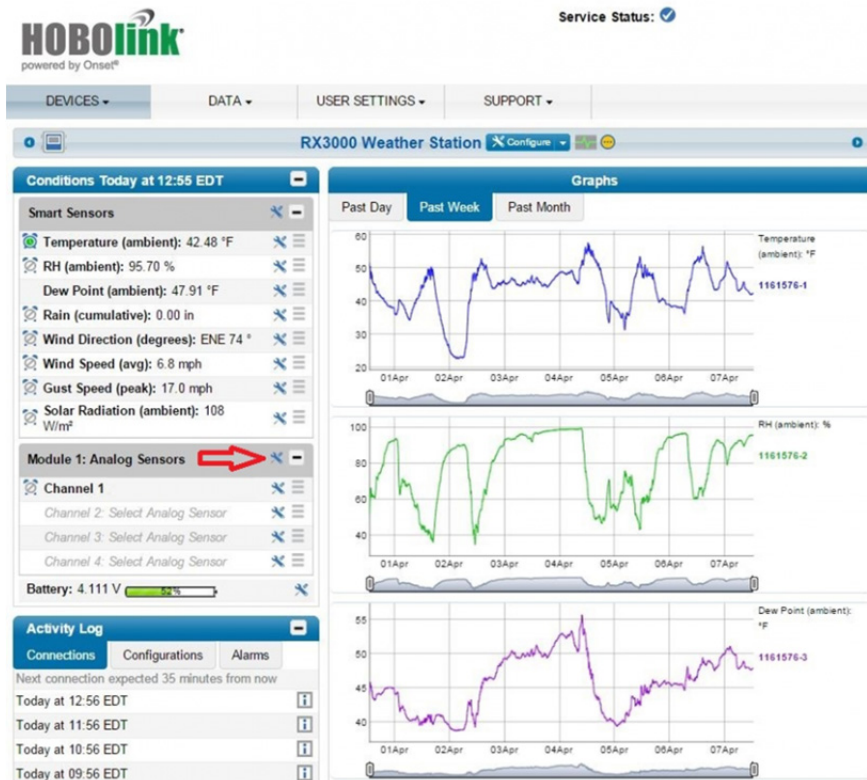 Service Status:
HOBOlink®
powered by Onset®
DEVICES
DATA
USER SETTINGS
SUPPORT
RX3000 Weather Station Configure
Conditions Today at 12:55 EDT
Smart Sensors
Temperature (ambient): 42.48 °F
RH (ambient): 95.70 %
Dew Point (ambient): 47.91 °F
Rain (cumulative): 0.00 in
Wind Direction (degrees): ENE 74 °
Wind Speed (avg): 6.8 mph
Gust Speed (peak): 17.0 mph
Solar Radiation (ambient): 108
W/m²
Module 1: Analog Sensors
Channel 1
Channel 2: Select Analog Sensor
Channel 3: Select Analog Sensor
Channel 4: Select Analog Sensor
Battery: 4.111 V 52%
Activity Log
Connections Configurations Alarms
Next connection expected 35 minutes from now
Today at 12:56 EDT
Today at 11:56 EDT
Today at 10:56 EDT
Today at 09:56 EDT
Graphs
Past Day Past Week Past Month
60
50
40
30
20
01Apr 02Apr 03Apr 04Apr 05Apr 06Apr 07Apr
Temperature
(ambient): °F
1161576-1
100
80
60
40
01Apr 02Apr 03Apr 04Apr 05Apr 06Apr 07Apr
RH (ambient): %
1161576-2
55
50
45
40
01Apr 02Apr 03Apr 04Apr 05Apr 06Apr 07Apr
Dew Point (ambient):
°F
1161576-3